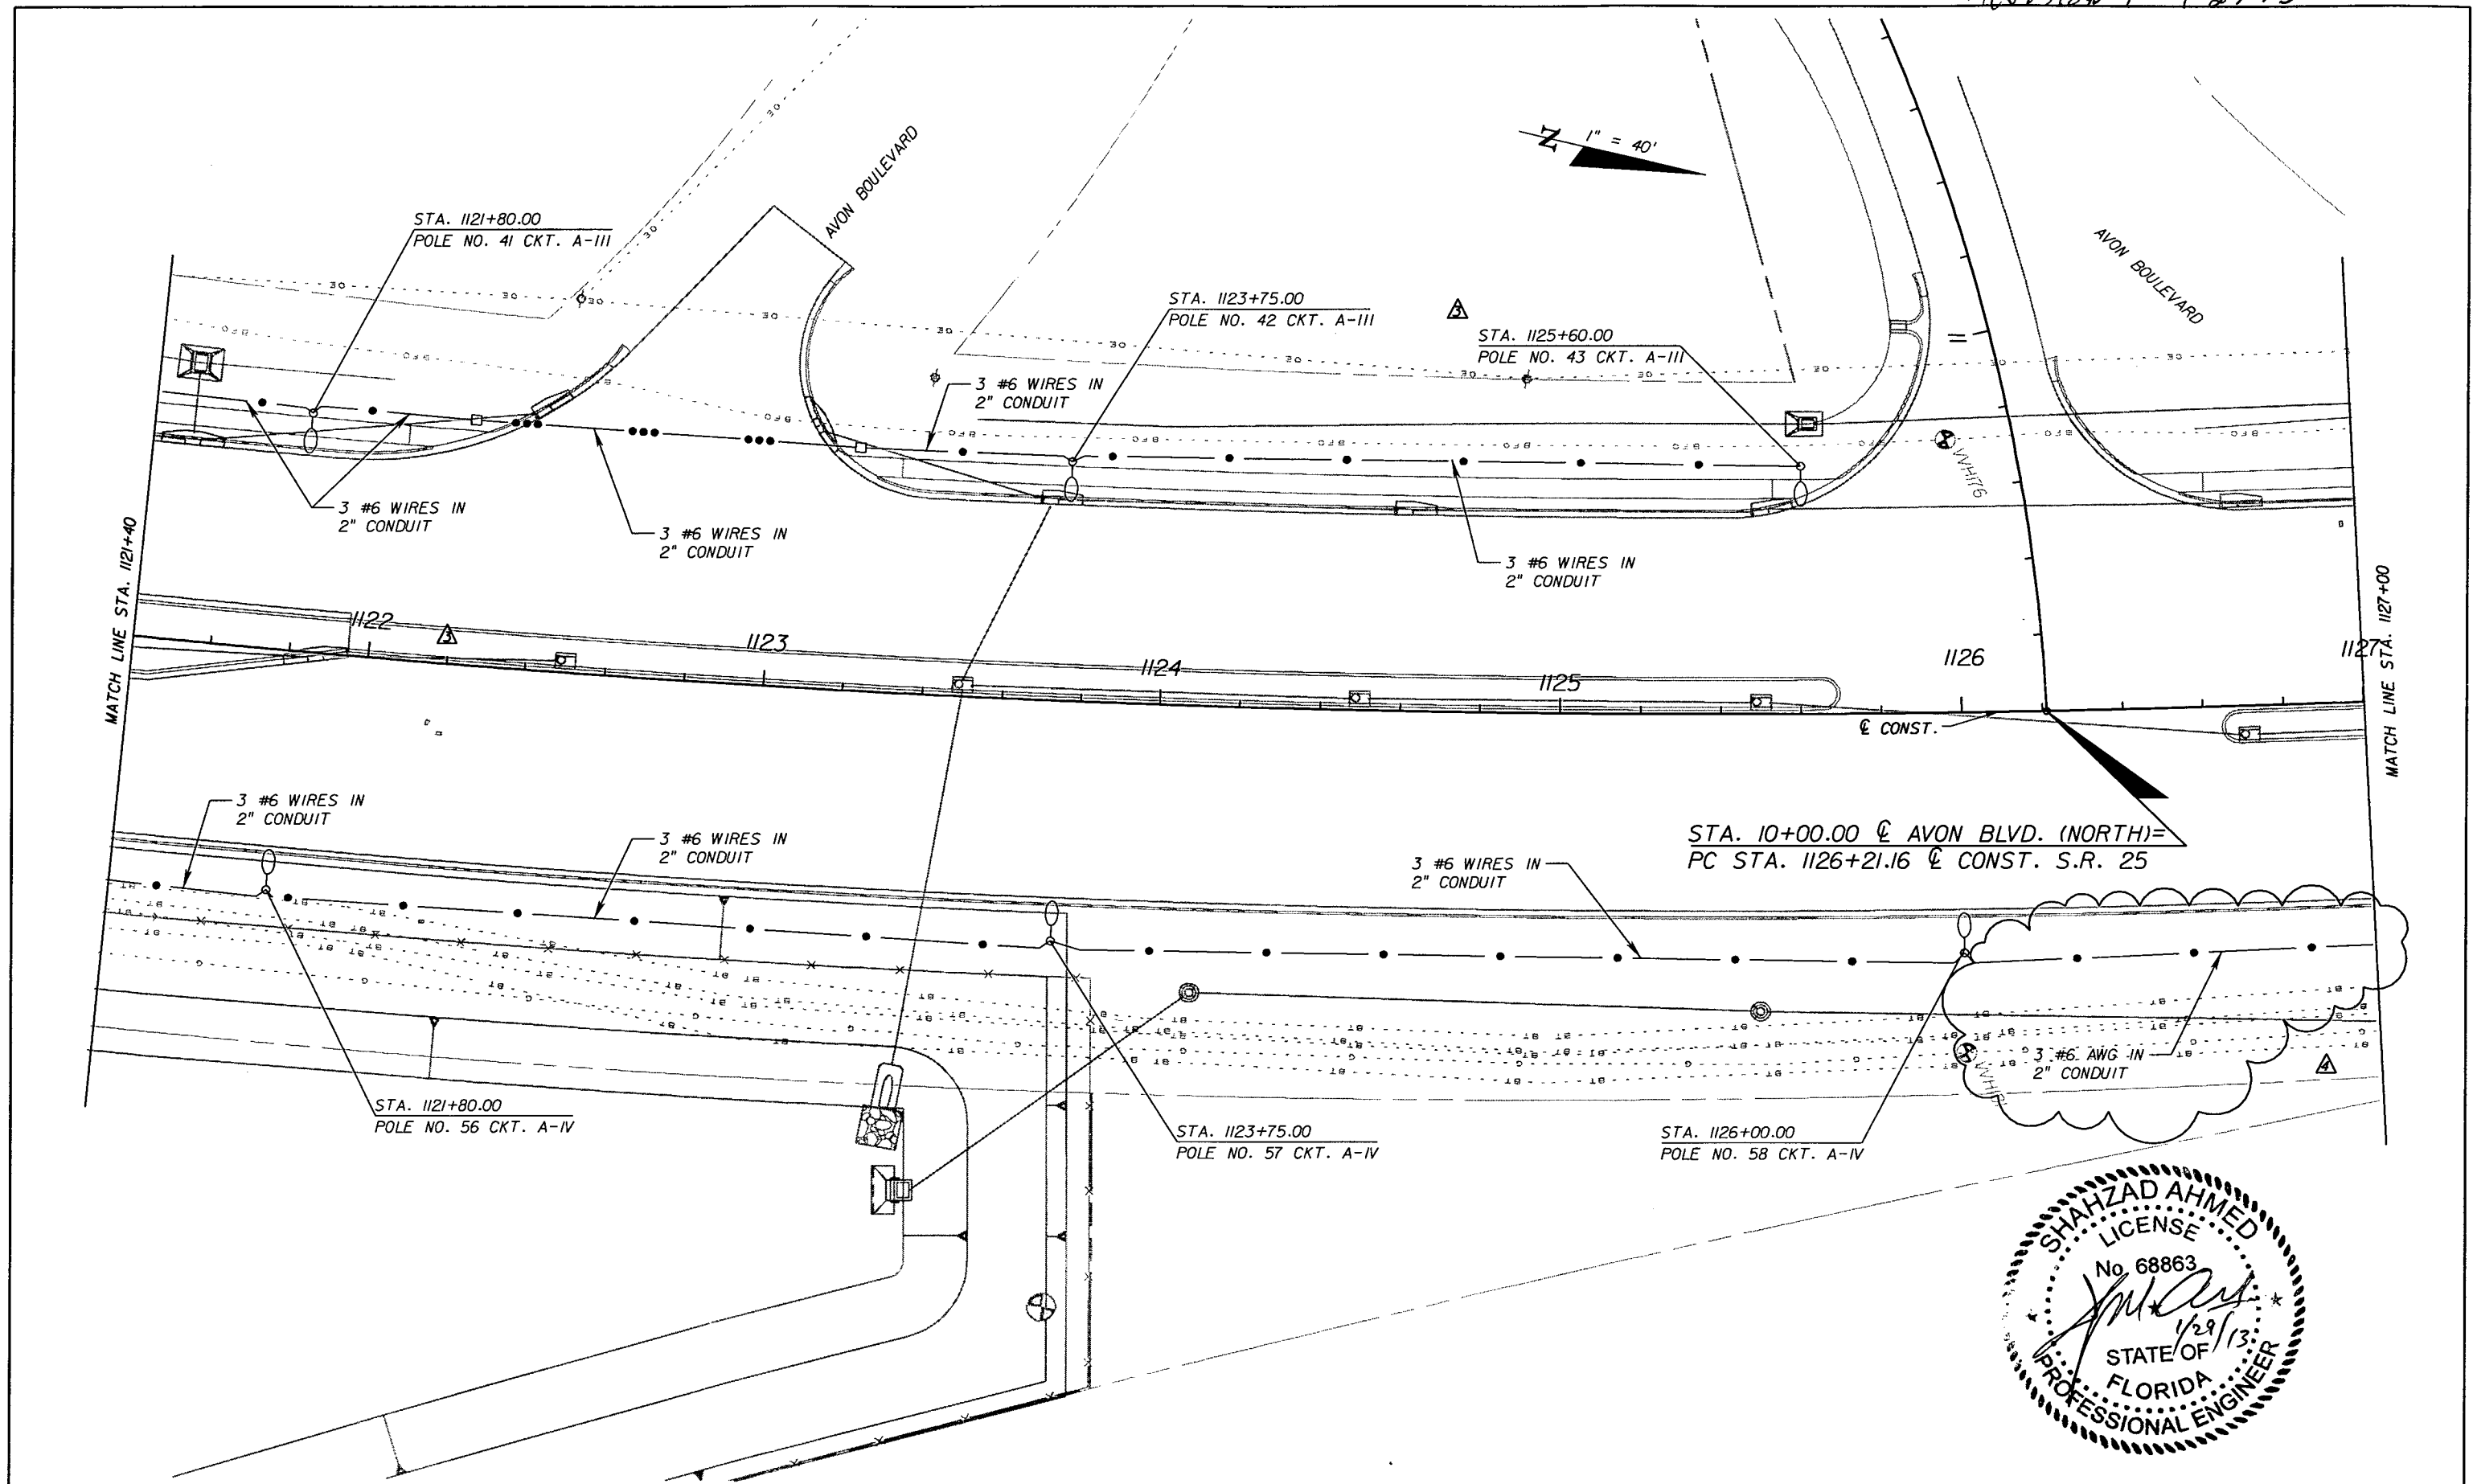 AVON BOULEVARD
1" = 40'
N
STA. 1121+80.00
POLE NO. 41 CKT. A-III
STA. 1123+75.00
POLE NO. 42 CKT. A-III
3
STA. 1125+60.00
POLE NO. 43 CKT. A-III
AVON BOULEVARD
3 #6 WIRES IN
2" CONDUIT
3 #6 WIRES IN
2" CONDUIT
3 #6 WIRES IN
2" CONDUIT
3 #6 WIRES IN
2" CONDUIT
MATCH LINE STA. 1121+40
MATCH LINE STA. 1127+00
1122
3
1123
1124
1125
1126
1127
℄ CONST.
3 #6 WIRES IN
2" CONDUIT
3 #6 WIRES IN
2" CONDUIT
3 #6 WIRES IN
2" CONDUIT
STA. 10+00.00 ℄ AVON BLVD. (NORTH)=
PC STA. 1126+21.16 ℄ CONST. S.R. 25
3 #6 AWG IN
2" CONDUIT
4
STA. 1121+80.00
POLE NO. 56 CKT. A-IV
STA. 1123+75.00
POLE NO. 57 CKT. A-IV
STA. 1126+00.00
POLE NO. 58 CKT. A-IV
VVH176
SHAHZAD AHMED
LICENSE
No 68863
1/29/13
STATE OF
FLORIDA
PROFESSIONAL ENGINEER